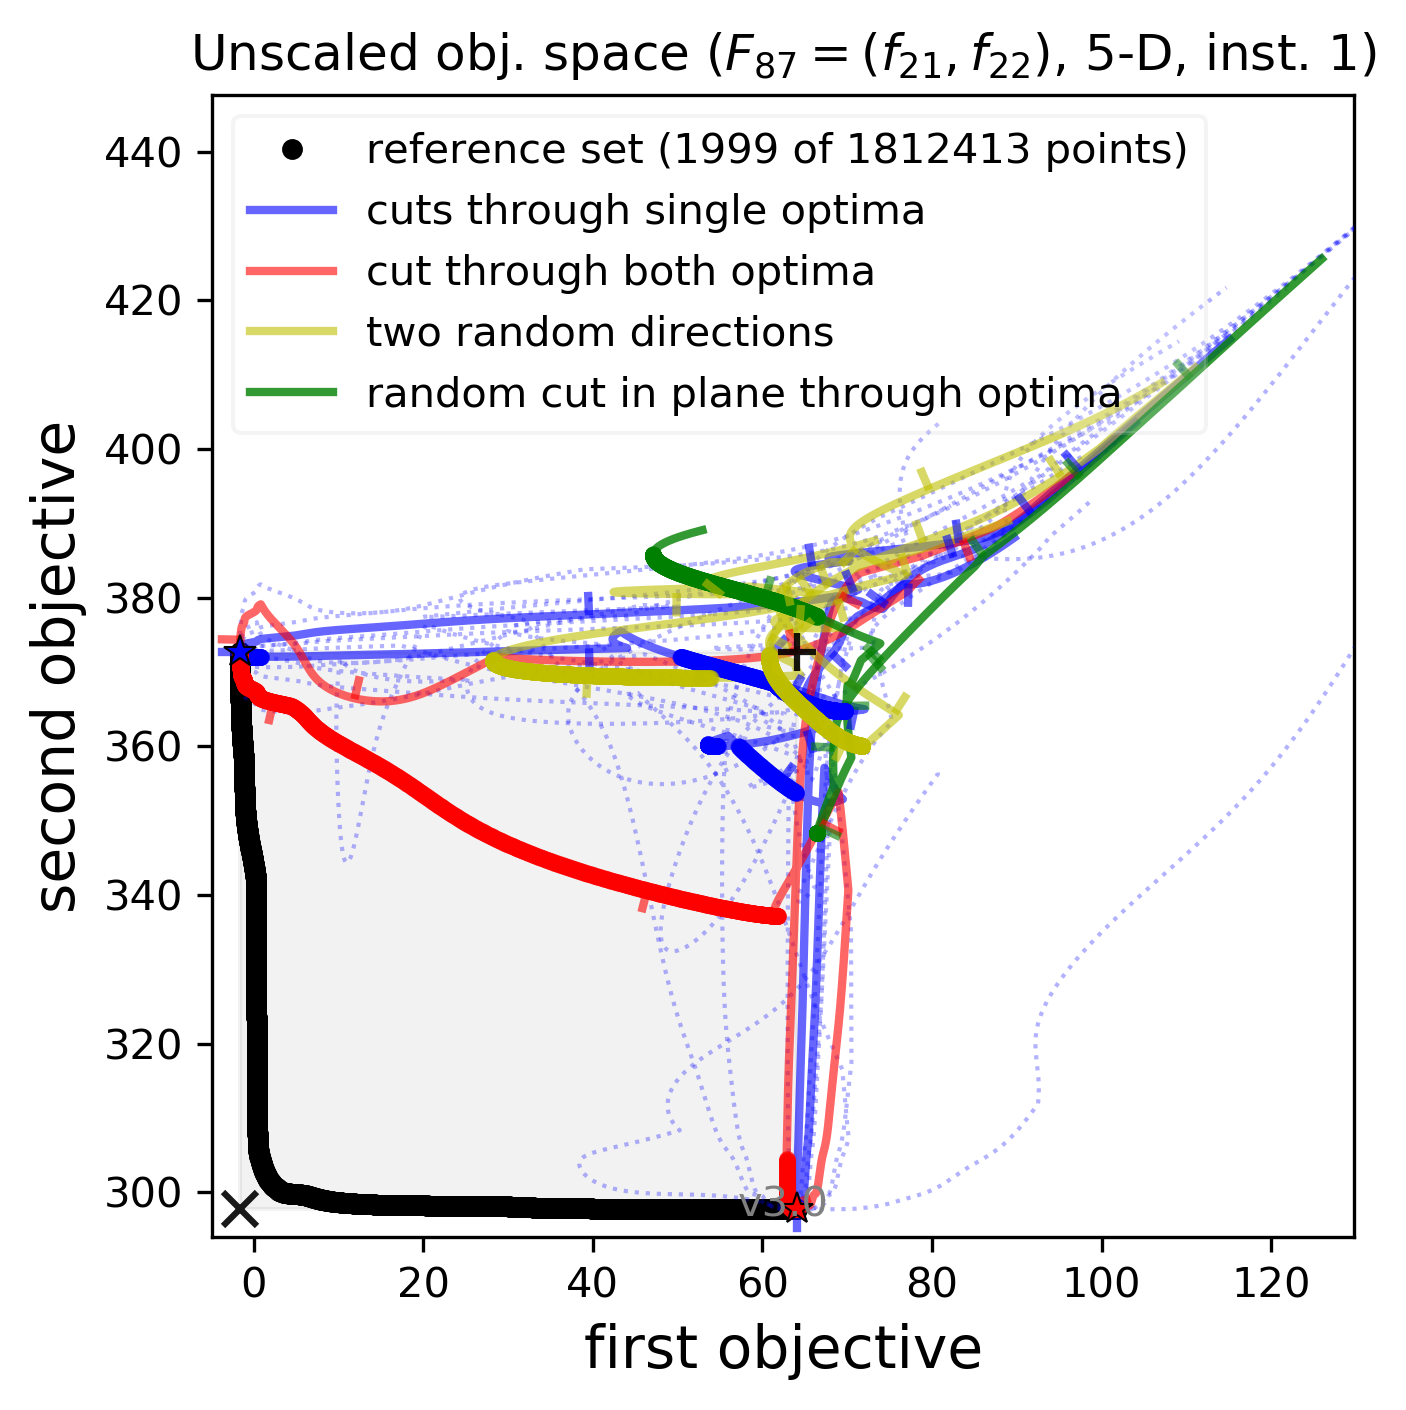 Unscaled obj. space (F₈₇ = (f₂₁, f₂₂), 5-D, inst. 1)
reference set (1999 of 1812413 points)
cuts through single optima
cut through both optima
two random directions
random cut in plane through optima
second objective
440
420
400
380
360
340
320
300
v3.0
0 20 40 60 80 100 120
first objective